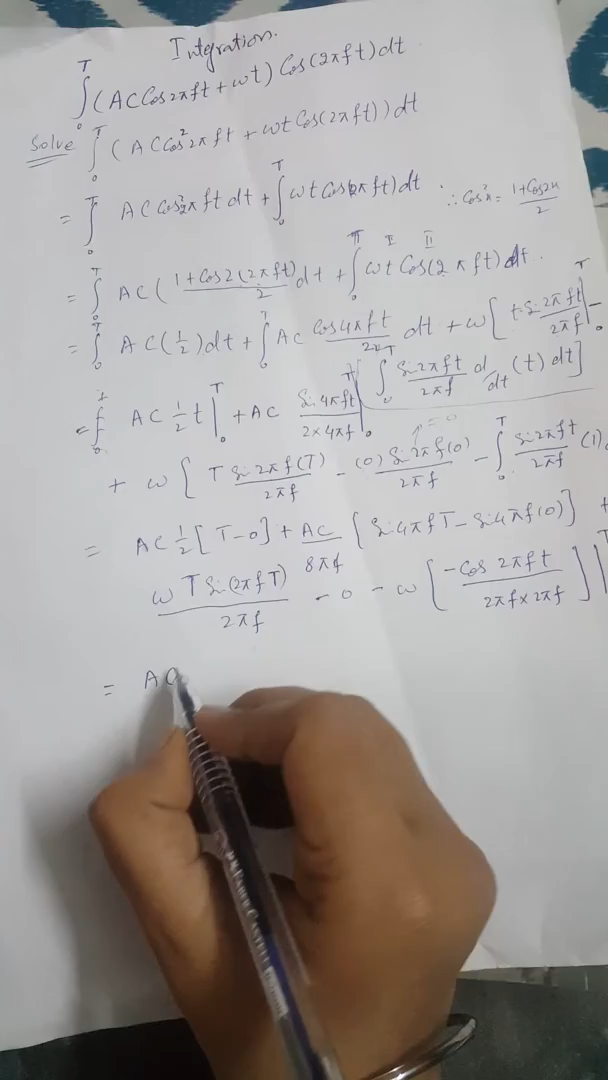 Integration.
∫₀ᵀ (AC Cos 2πft + ωt) Cos(2πft) dt
Solve ∫₀ᵀ (AC Cos² 2πft + ωt Cos(2πft)) dt
= ∫₀ᵀ AC Cos² 2πft dt + ∫₀ᵀ ωt Cos(2πft) dt ∴ Cos²x = (1+Cos2x)/2
= ∫₀ᵀ AC ( (1+Cos2(2πft))/2 dt + ∫₀ᵀ ωt Cos(2πft) dt. I II
= ∫₀ᵀ AC(1/2)dt + ∫₀ᵀ AC Cos4πft/2 dt + ω[ t Sin2πft/2πf |₀ᵀ -
∫₀ᵀ Sin2πft/2πf d/dt (t) dt]
= AC 1/2 t |₀ᵀ + AC Sin4πft/(2×4πf) |₀ᵀ
+ ω [ T Sin2πf(T)/2πf - (0) Sin2πf(0)/2πf - ∫₀ᵀ Sin2πft/2πf (1)
= 0
= AC 1/2 [T-0] + AC/8πf [Sin4πfT - Sin4πf(0)] +
ωT Sin(2πfT)/2πf - 0 - ω [ -Cos 2πft/(2πf×2πf) ] |ᵀ
= AC